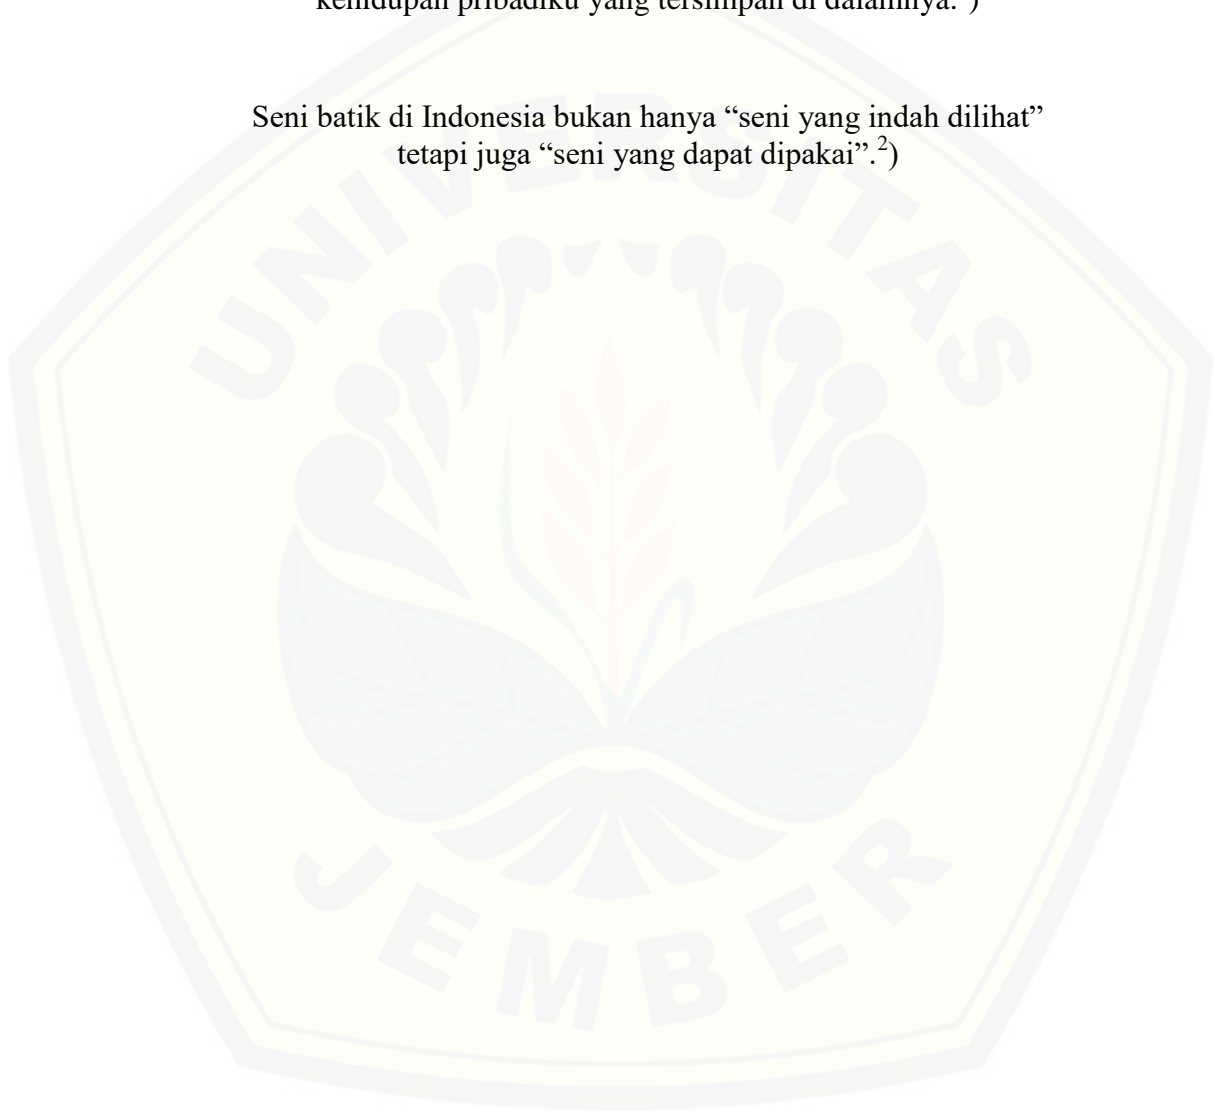 kehidupan pribadiku yang tersimpan di dalamnya. )
Seni batik di Indonesia bukan hanya “seni yang indah dilihat”
tetapi juga “seni yang dapat dipakai”.²)
UNIVERSITAS
JEMBER